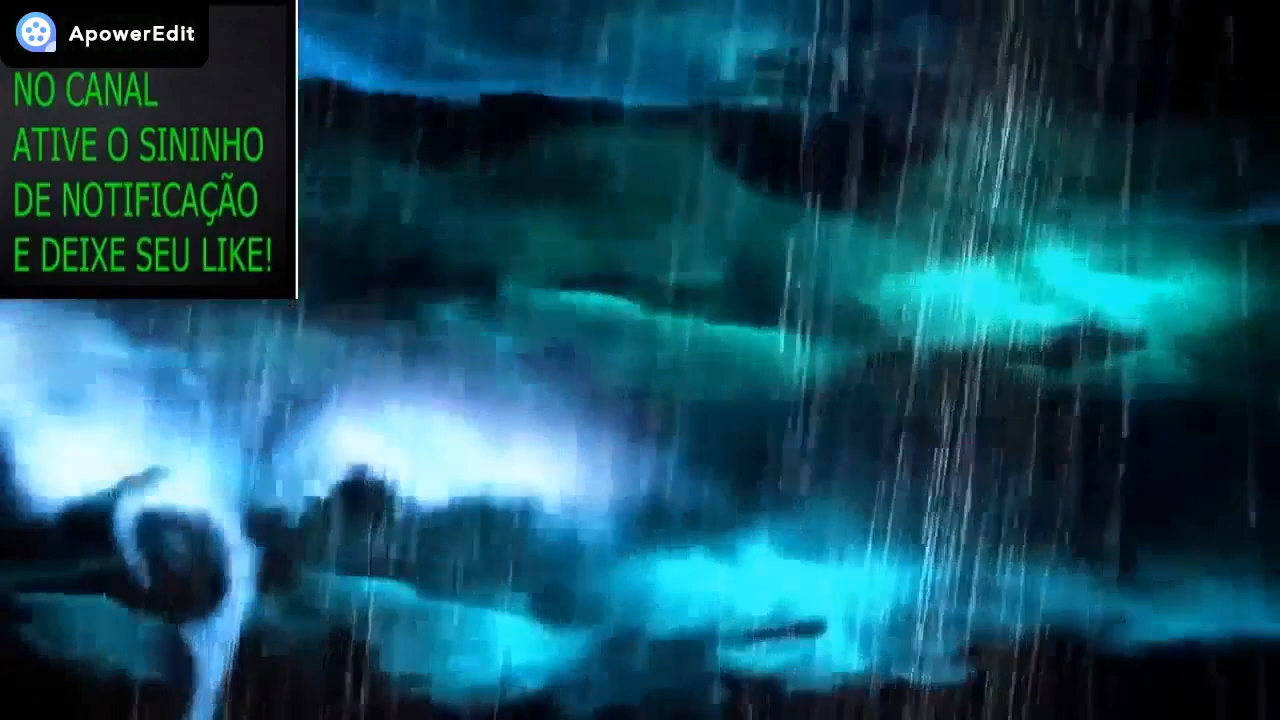 ApowerEdit
NO CANAL
ATIVE O SININHO
DE NOTIFICAÇÃO
E DEIXE SEU LIKE!